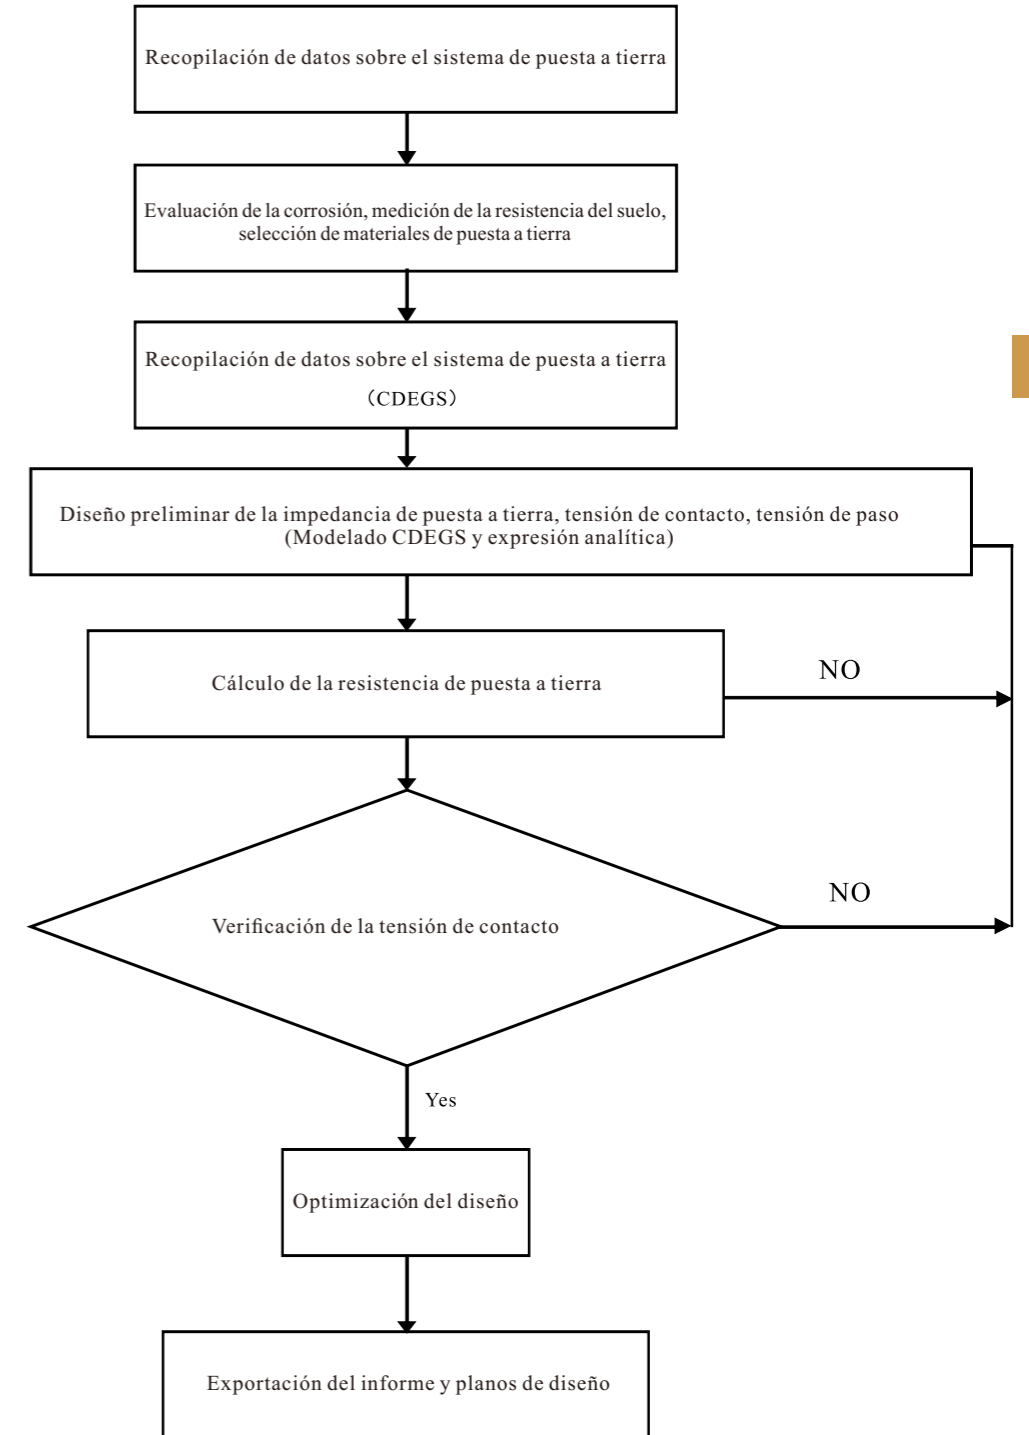 Recopilación de datos sobre el sistema de puesta a tierra
Evaluación de la corrosión, medición de la resistencia del suelo,
selección de materiales de puesta a tierra
Recopilación de datos sobre el sistema de puesta a tierra
（CDEGS）
Diseño preliminar de la impedancia de puesta a tierra, tensión de contacto, tensión de paso
(Modelado CDEGS y expresión analítica)
Cálculo de la resistencia de puesta a tierra
NO
Verificación de la tensión de contacto
NO
Yes
Optimización del diseño
Exportación del informe y planos de diseño